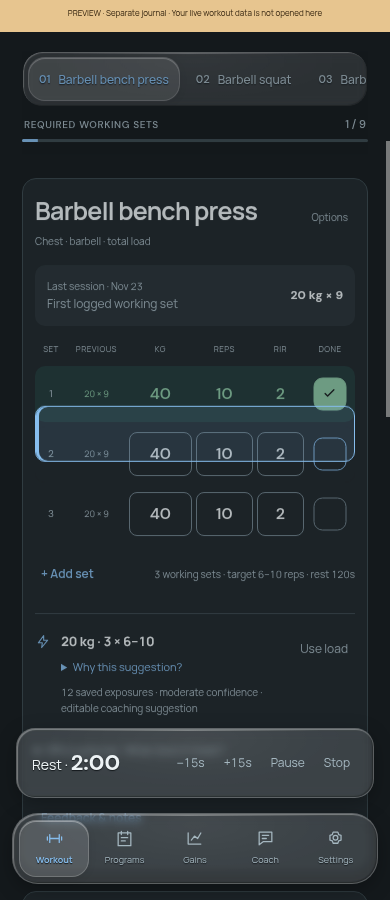 PREVIEW · Separate journal · Your live workout data is not opened here
01 Barbell bench press 02 Barbell squat 03 Barb
REQUIRED WORKING SETS 1 / 9
Barbell bench press Options
Chest · barbell · total load
Last session · Nov 23
First logged working set 20 kg × 9
SET PREVIOUS KG REPS RIR DONE
1 20 × 9 40 10 2
2 20 × 9 40 10 2
3 20 × 9 40 10 2
+ Add set 3 working sets · target 6–10 reps · rest 120s
20 kg · 3 × 6–10 Use load
Why this suggestion?
12 saved exposures · moderate confidence ·
editable coaching suggestion
Rest · 2:00 −15s +15s Pause Stop
Feedback & notes
Workout Programs Gains Coach Settings